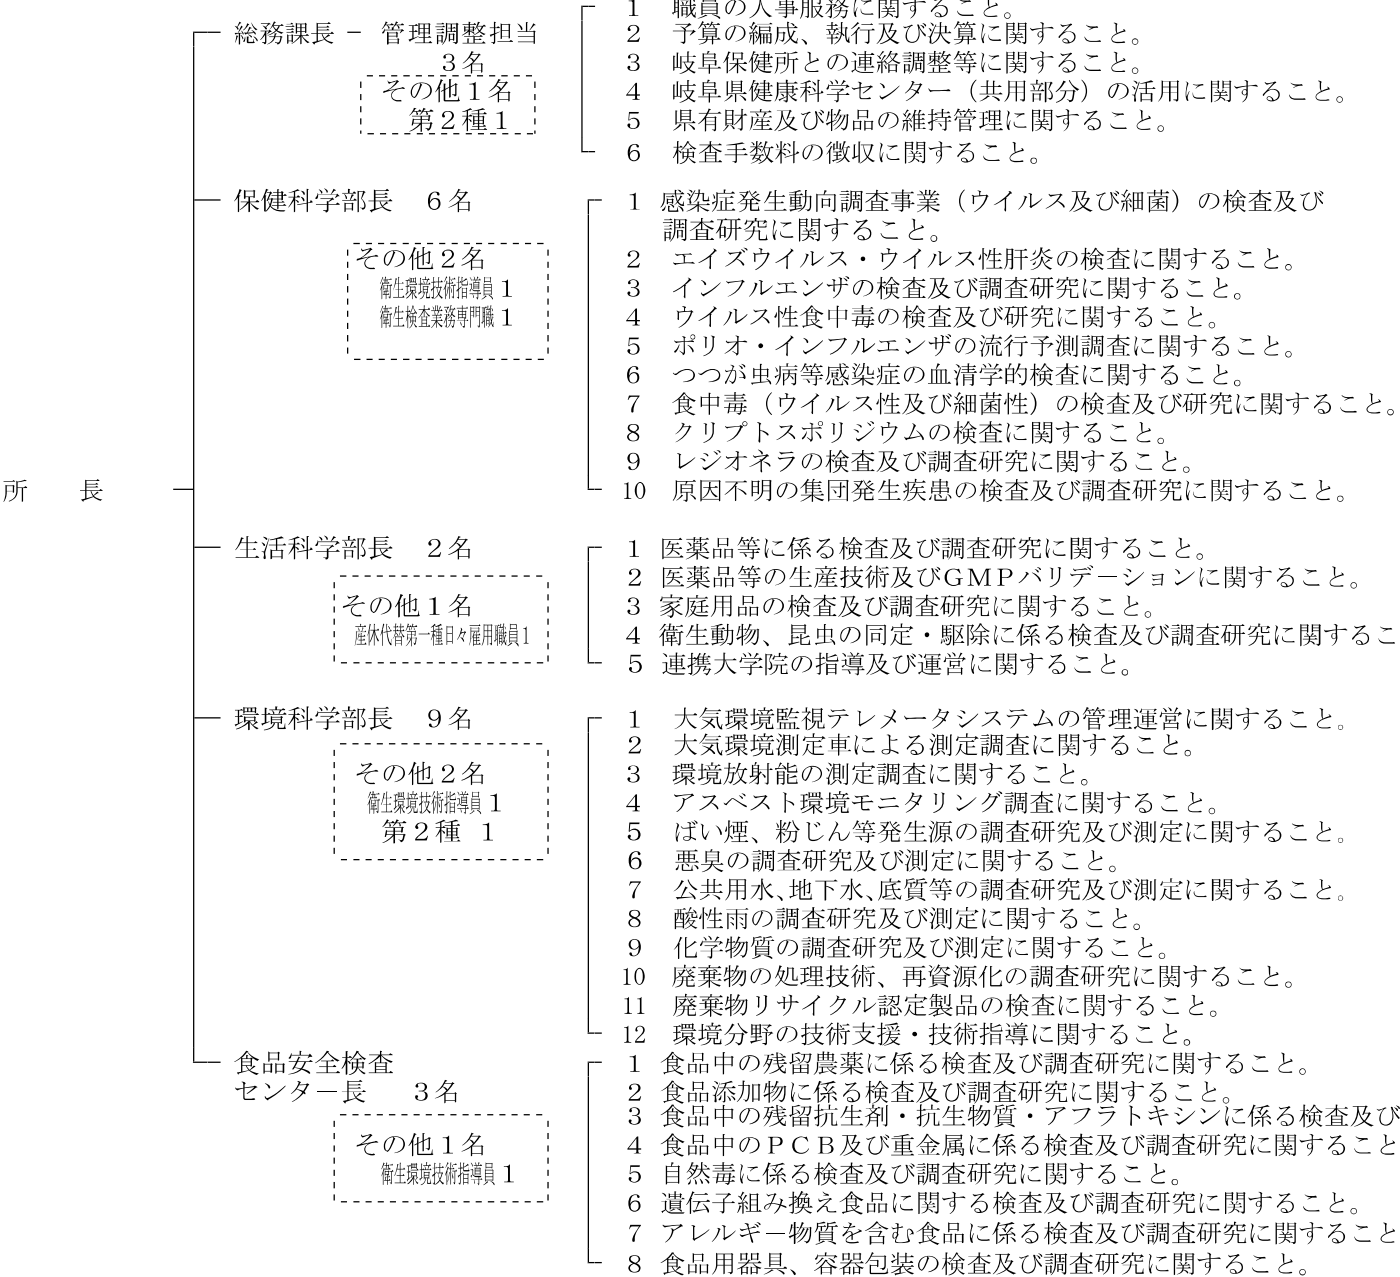 所　　長
総務課長 － 管理調整担当
３名
その他１名
第２種１
1　職員の人事服務に関すること。
2　予算の編成、執行及び決算に関すること。
3　岐阜保健所との連絡調整等に関すること。
4　岐阜県健康科学センター（共用部分）の活用に関すること。
5　県有財産及び物品の維持管理に関すること。
6　検査手数料の徴収に関すること。
保健科学部長　６名
その他２名
衛生環境技術指導員 1
衛生検査業務専門職 1
1　感染症発生動向調査事業（ウイルス及び細菌）の検査及び
調査研究に関すること。
2　エイズウイルス・ウイルス性肝炎の検査に関すること。
3　インフルエンザの検査及び調査研究に関すること。
4　ウイルス性食中毒の検査及び研究に関すること。
5　ポリオ・インフルエンザの流行予測調査に関すること。
6　つつが虫病等感染症の血清学的検査に関すること。
7　食中毒（ウイルス性及び細菌性）の検査及び研究に関すること。
8　クリプトスポリジウムの検査に関すること。
9　レジオネラの検査及び調査研究に関すること。
10　原因不明の集団発生疾患の検査及び調査研究に関すること。
生活科学部長　２名
その他１名
産休代替第一種日々雇用職員1
1　医薬品等に係る検査及び調査研究に関すること。
2　医薬品等の生産技術及びＧＭＰバリデーションに関すること。
3　家庭用品の検査及び調査研究に関すること。
4　衛生動物、昆虫の同定・駆除に係る検査及び調査研究に関するこ
5　連携大学院の指導及び運営に関すること。
環境科学部長　９名
その他２名
衛生環境技術指導員 1
第２種　1
1　大気環境監視テレメータシステムの管理運営に関すること。
2　大気環境測定車による測定調査に関すること。
3　環境放射能の測定調査に関すること。
4　アスベスト環境モニタリング調査に関すること。
5　ばい煙、粉じん等発生源の調査研究及び測定に関すること。
6　悪臭の調査研究及び測定に関すること。
7　公共用水、地下水、底質等の調査研究及び測定に関すること。
8　酸性雨の調査研究及び測定に関すること。
9　化学物質の調査研究及び測定に関すること。
10　廃棄物の処理技術、再資源化の調査研究に関すること。
11　廃棄物リサイクル認定製品の検査に関すること。
12　環境分野の技術支援・技術指導に関すること。
食品安全検査
センター長　３名
その他１名
衛生環境技術指導員 1
1　食品中の残留農薬に係る検査及び調査研究に関すること。
2　食品添加物に係る検査及び調査研究に関すること。
3　食品中の残留抗生剤・抗生物質・アフラトキシンに係る検査及び
4　食品中のＰＣＢ及び重金属に係る検査及び調査研究に関すること
5　自然毒に係る検査及び調査研究に関すること。
6　遺伝子組み換え食品に関する検査及び調査研究に関すること。
7　アレルギー物質を含む食品に係る検査及び調査研究に関すること
8　食品用器具、容器包装の検査及び調査研究に関すること。